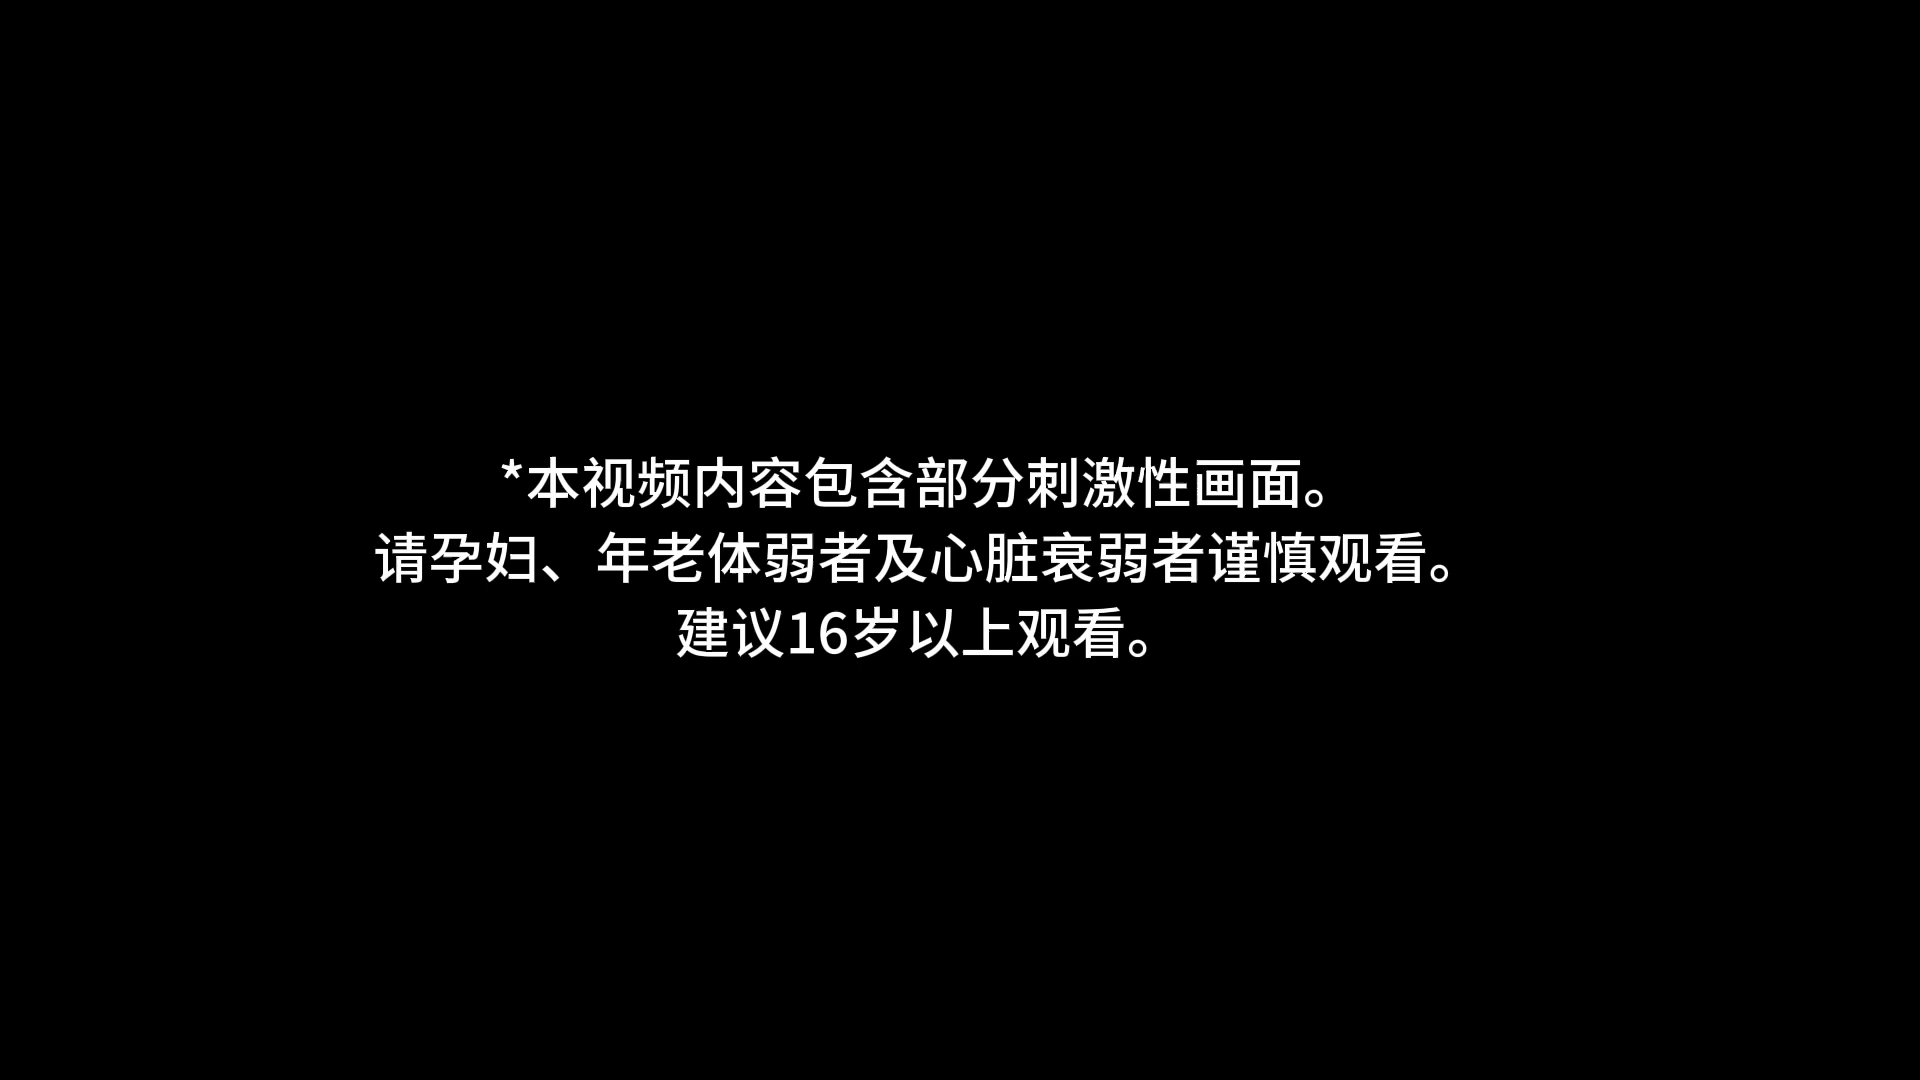 *本视频内容包含部分刺激性画面。
请孕妇、年老体弱者及心脏衰弱者谨慎观看。
建议16岁以上观看。